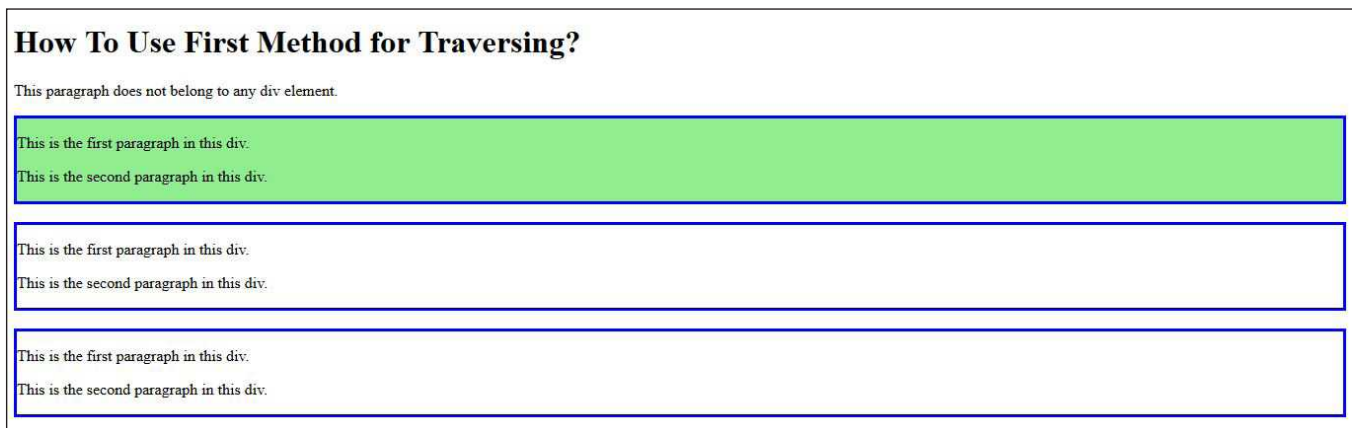 How To Use First Method for Traversing?
This paragraph does not belong to any div element.
This is the first paragraph in this div.
This is the second paragraph in this div.
This is the first paragraph in this div.
This is the second paragraph in this div.
This is the first paragraph in this div.
This is the second paragraph in this div.